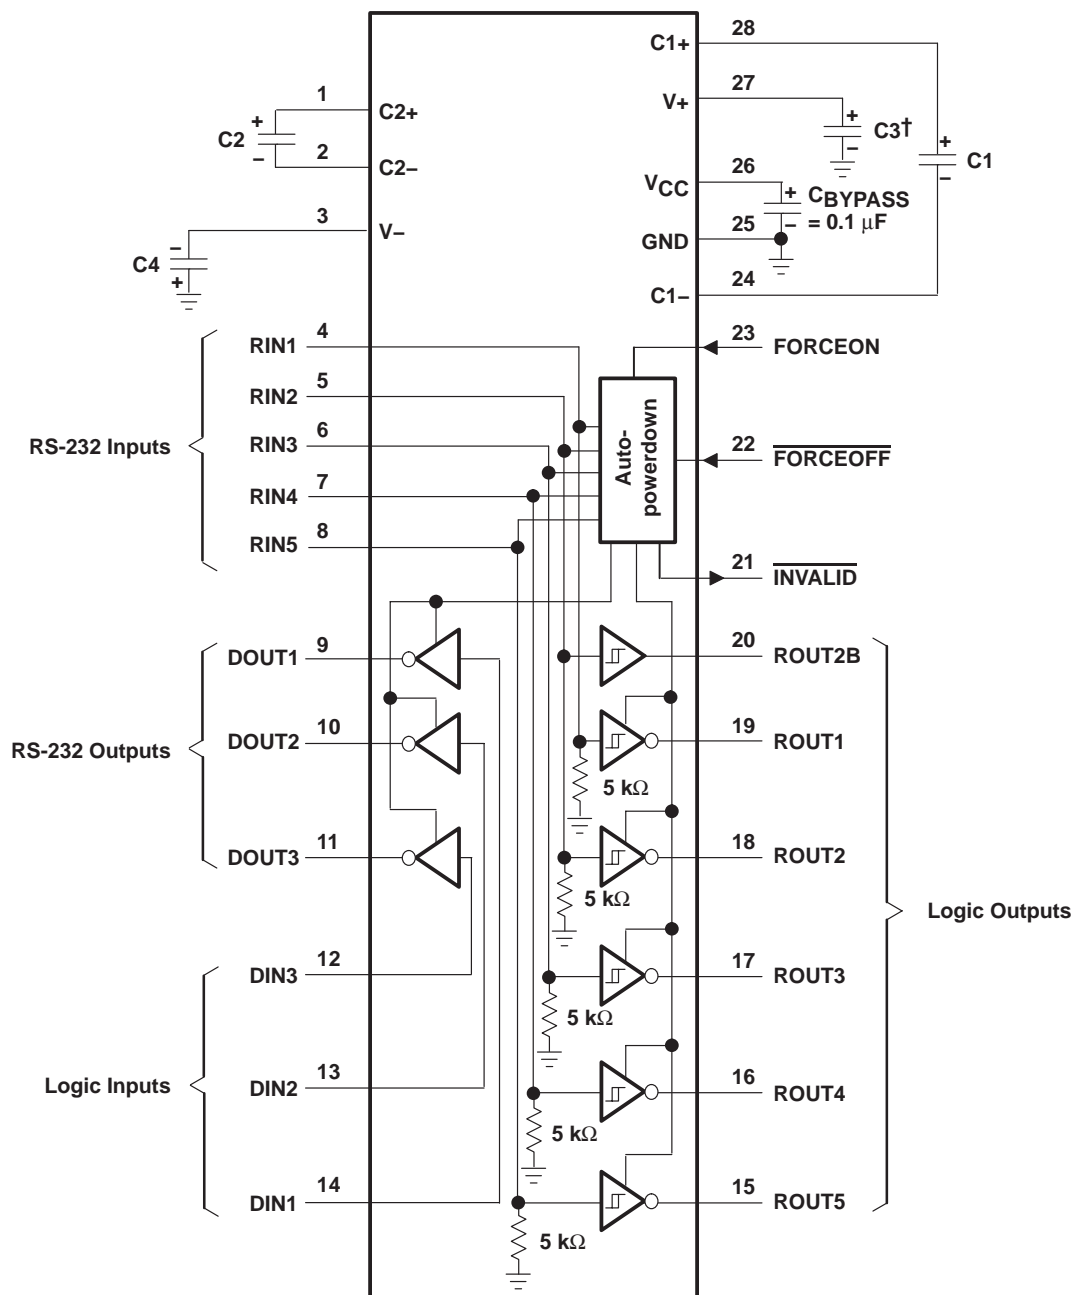 28
C1+
27
V+
1
C2+
+
C2
–
2
C2–
+
C3†
–
+
C1
–
26
VCC
+
CBYPASS
– = 0.1 µF
25
GND
3
V–
–
C4
+
24
C1–
4
RIN1
23
FORCEON
5
RIN2
6
RIN3
RS-232 Inputs
Auto-
powerdown
22
FORCEOFF
7
RIN4
8
RIN5
21
INVALID
9
DOUT1
20
ROUT2B
10
DOUT2
RS-232 Outputs
19
ROUT1
5 kΩ
11
DOUT3
18
ROUT2
5 kΩ
Logic Outputs
12
DIN3
17
ROUT3
5 kΩ
13
DIN2
Logic Inputs
16
ROUT4
5 kΩ
14
DIN1
15
ROUT5
5 kΩ